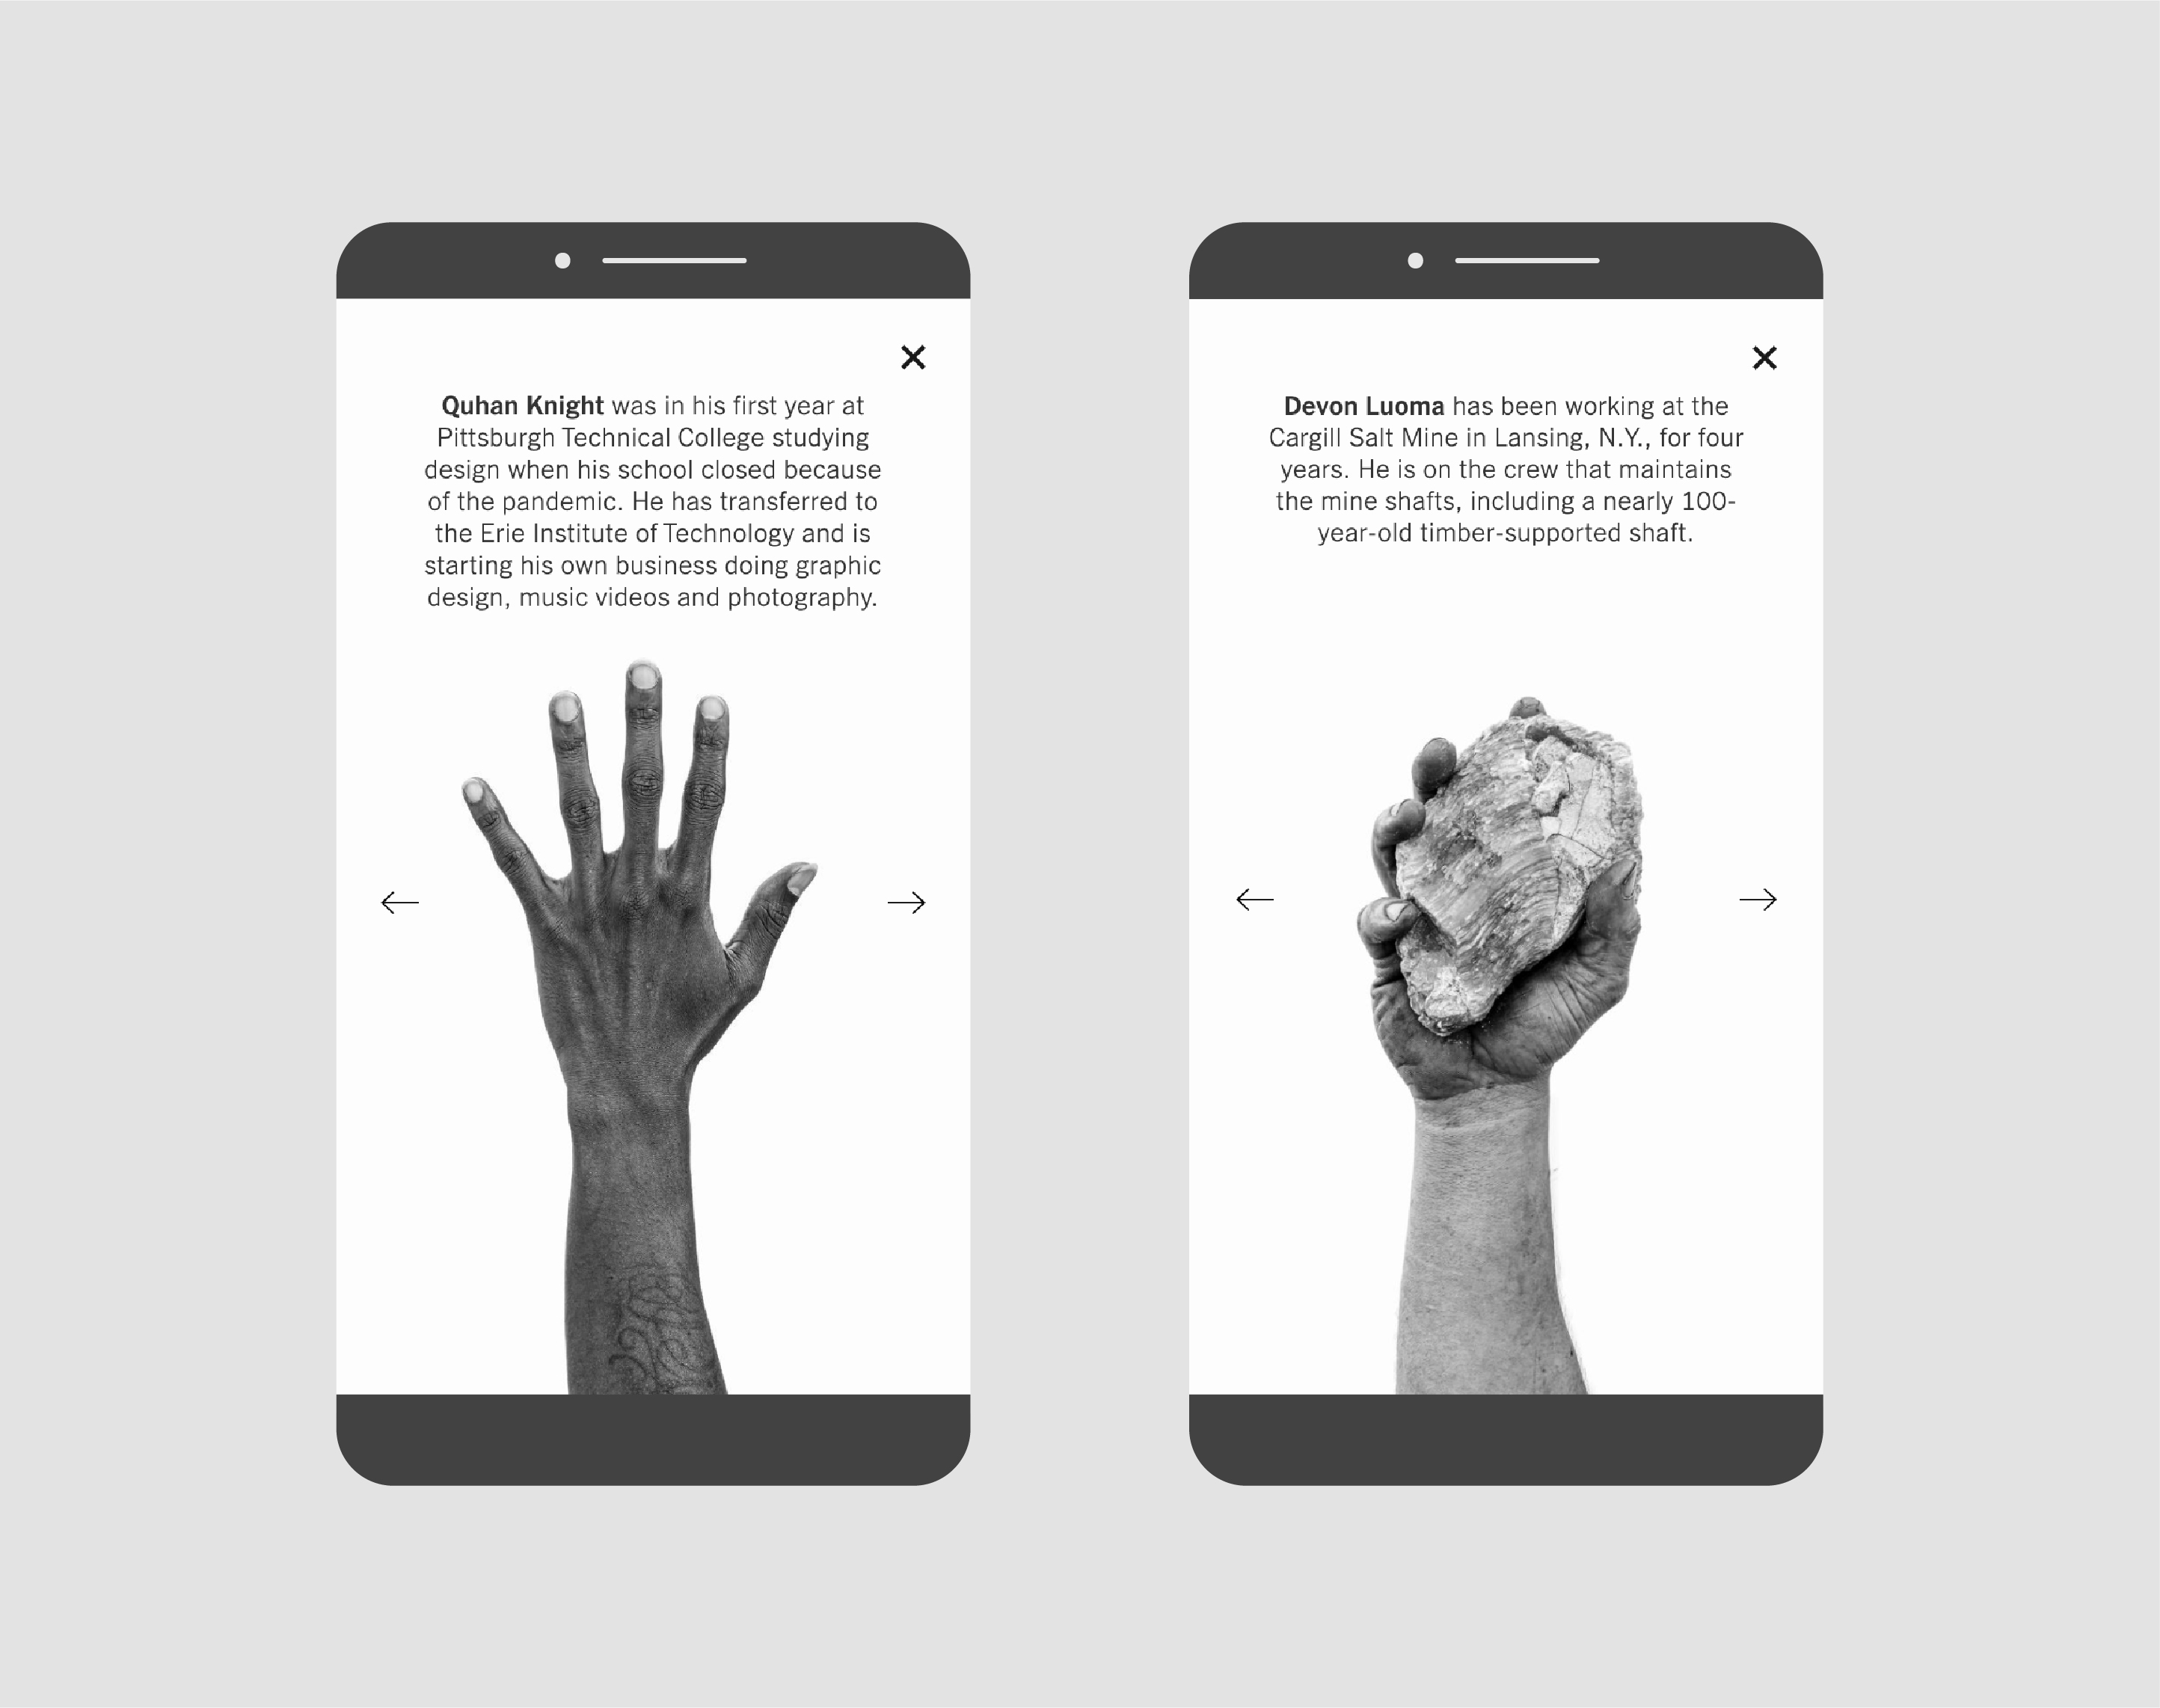 Quhan Knight was in his first year at
Pittsburgh Technical College studying
design when his school closed because
of the pandemic. He has transferred to
the Erie Institute of Technology and is
starting his own business doing graphic
design, music videos and photography.
Devon Luoma has been working at the
Cargill Salt Mine in Lansing, N.Y., for four
years. He is on the crew that maintains
the mine shafts, including a nearly 100-
year-old timber-supported shaft.